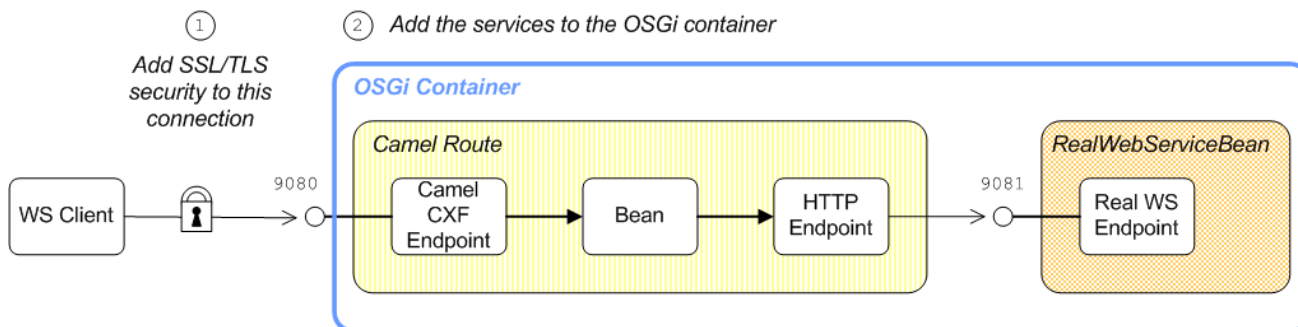 1
Add SSL/TLS
security to this
connection
2 Add the services to the OSGi container
OSGi Container
Camel Route
RealWebServiceBean
WS Client
9080
Camel
CXF
Endpoint
Bean
HTTP
Endpoint
9081
Real WS
Endpoint